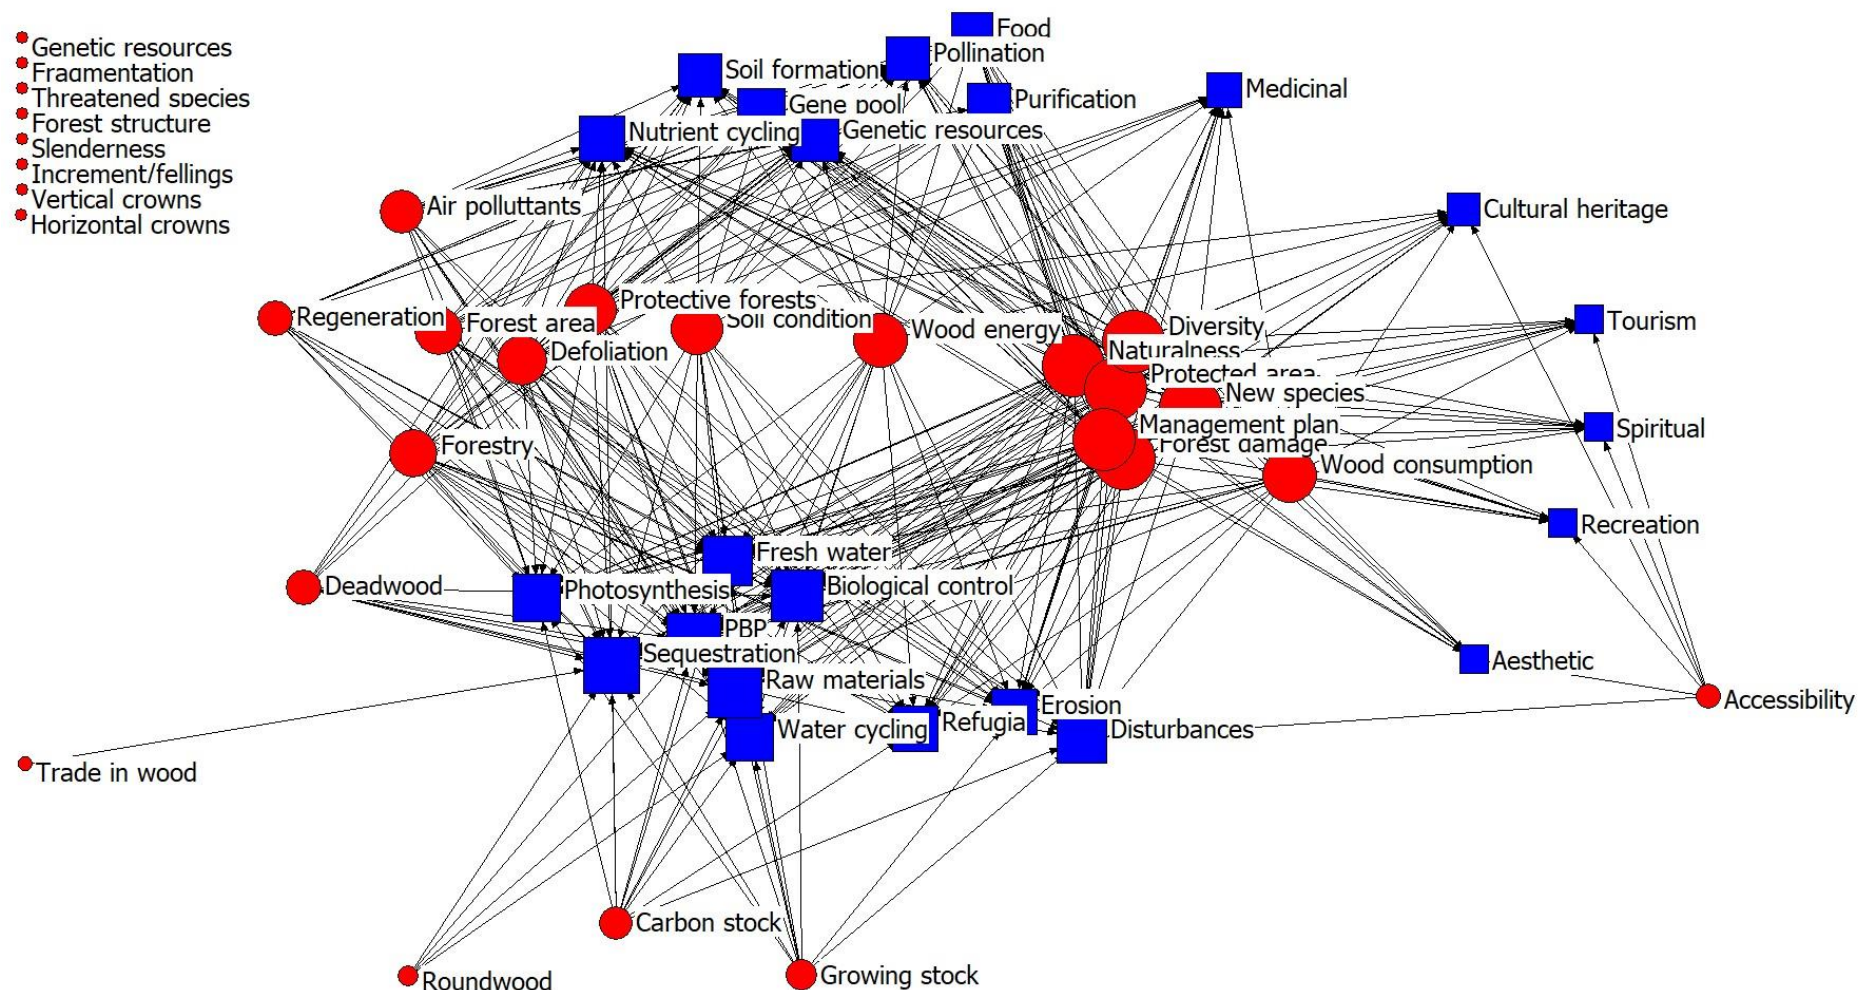 Genetic resources
Fragmentation
Threatened species
Forest structure
Slenderness
Increment/fellings
Vertical crowns
Horizontal crowns
Food
Pollination
Soil formation
Medicinal
Gene pool
Purification
Nutrient cycling
Genetic resources
Air polluttants
Cultural heritage
Protective forests
Regeneration
Forest area
Soil condition
Wood energy
Diversity
Tourism
Defoliation
Naturalness
Protected area
New species
Management plan
Spiritual
Forestry
Forest damage
Wood consumption
Recreation
Fresh water
Deadwood
Photosynthesis
Biological control
PBP
Sequestration
Aesthetic
Raw materials
Accessibility
Erosion
Water cycling
Refugia
Disturbances
Trade in wood
Carbon stock
Roundwood
Growing stock